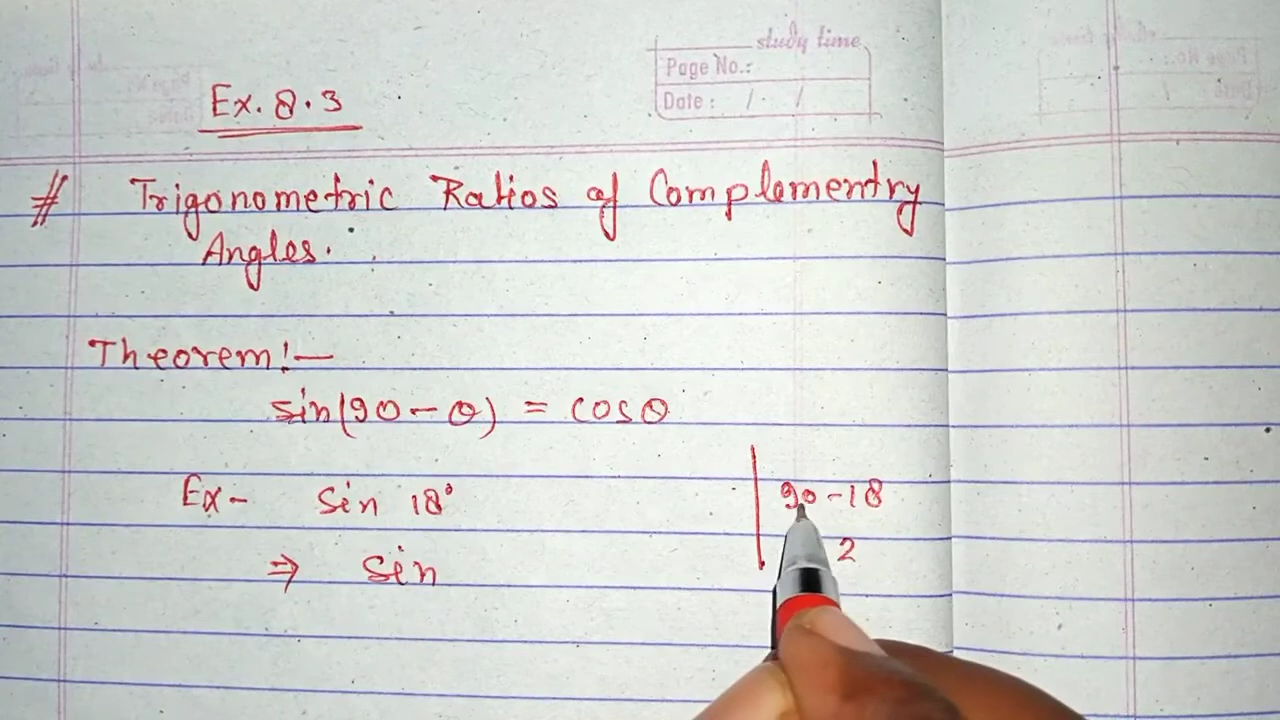 study time
Page No.:
Date : / /
Ex. 8.3
# Trigonometric Ratios of Complementry
Angles.
Theorem!—
sin(90 - θ) = cosθ
Ex- Sin 18°
90-18
2
⇒ Sin